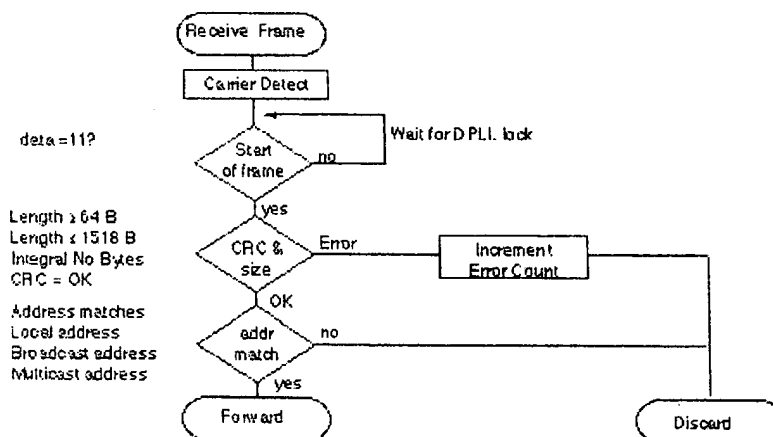 Receive Frame
Carrier Detect
Wait for DPLL lock
data =11?
Start
of frame
no
yes
Length ≥ 64 B
Length ≤ 1518 B
Integral No Bytes
CRC = OK
CRC &
size
Error
Increment
Error Count
OK
Address matches
Local address
Broadcast address
Multicast address
addr
match
no
yes
Forward
Discard